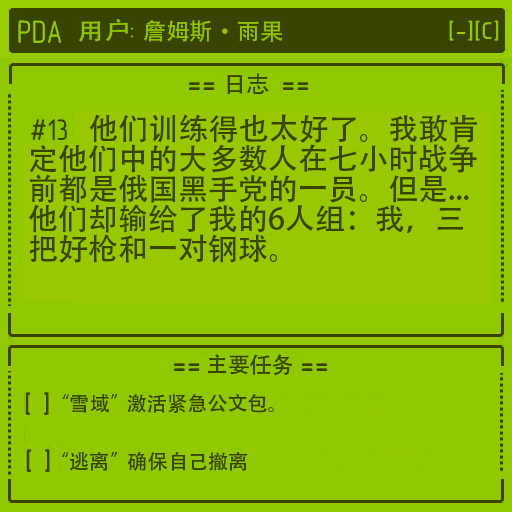 PDA 用户: 詹姆斯·雨果 [-][C]
== 日志 ==
#13 他们训练得也太好了。我敢肯
定他们中的大多数人在七小时战争
前都是俄国黑手党的一员。但是...
他们却输给了我的6人组：我，三
把好枪和一对钢球。
== 主要任务 ==
[ ] “雪域” 激活紧急公文包。
[ ] “逃离” 确保自己撤离